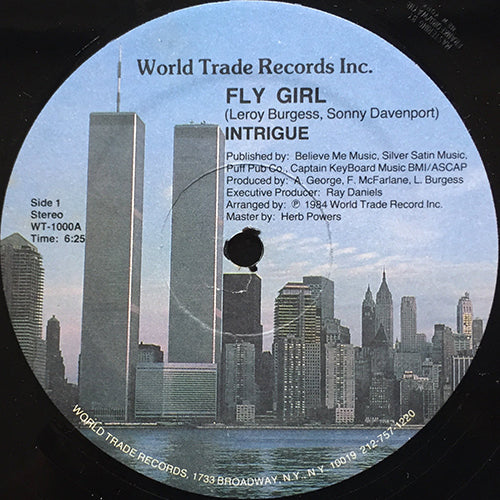 World Trade Records Inc.
FLY GIRL
(Leroy Burgess, Sonny Davenport)
INTRIGUE
Published by: Believe Me Music, Silver Satin Music,
Puff Pub Co., Captain KeyBoard Music BMI/ASCAP
Produced by: A. George, F. McFarlane, L. Burgess
Executive Producer: Ray Daniels
Arranged by: Ⓟ 1984 World Trade Record Inc.
Master by: Herb Powers
Side 1
Stereo
WT-1000A
Time: 6:25
WORLD TRADE RECORDS, 1733 BROADWAY, N.Y., N.Y. 10019 212-757-1220